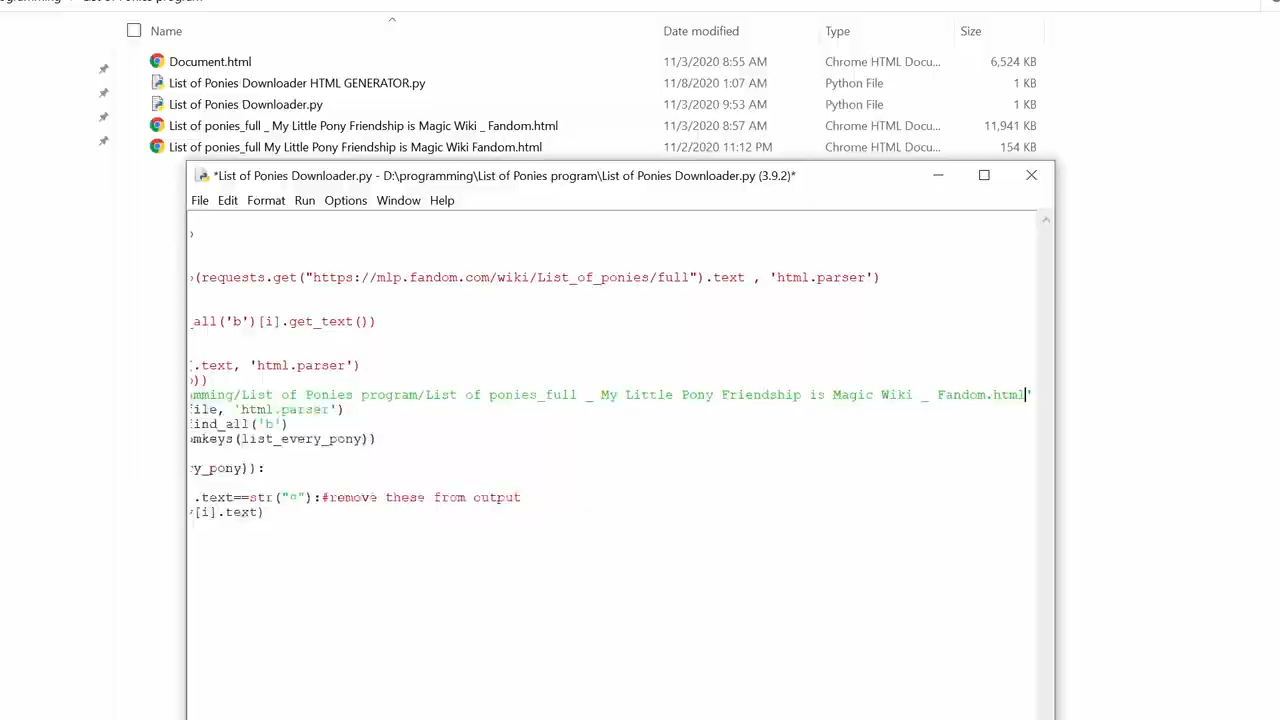 Name Date modified Type Size
Document.html 11/3/2020 8:55 AM Chrome HTML Docu... 6,524 KB
List of Ponies Downloader HTML GENERATOR.py 11/8/2020 1:07 AM Python File 1 KB
List of Ponies Downloader.py 11/3/2020 9:53 AM Python File 1 KB
List of ponies_full _ My Little Pony Friendship is Magic Wiki _ Fandom.html 11/3/2020 8:57 AM Chrome HTML Docu... 11,941 KB
List of ponies_full My Little Pony Friendship is Magic Wiki Fandom.html 11/2/2020 11:12 PM Chrome HTML Docu... 154 KB
*List of Ponies Downloader.py - D:\programming\List of Ponies program\List of Ponies Downloader.py (3.9.2)*
File Edit Format Run Options Window Help
(requests.get("https://mlp.fandom.com/wiki/List_of_ponies/full").text , 'html.parser')
_all('b')[i].get_text())
.text, 'html.parser')
))
mming/List of Ponies program/List of ponies_full _ My Little Pony Friendship is Magic Wiki _ Fandom.html'
file, 'html.parser')
find_all('b')
omkeys(list_every_pony))
ry_pony)):
.text==str("¤"):#remove these from output
[i].text)